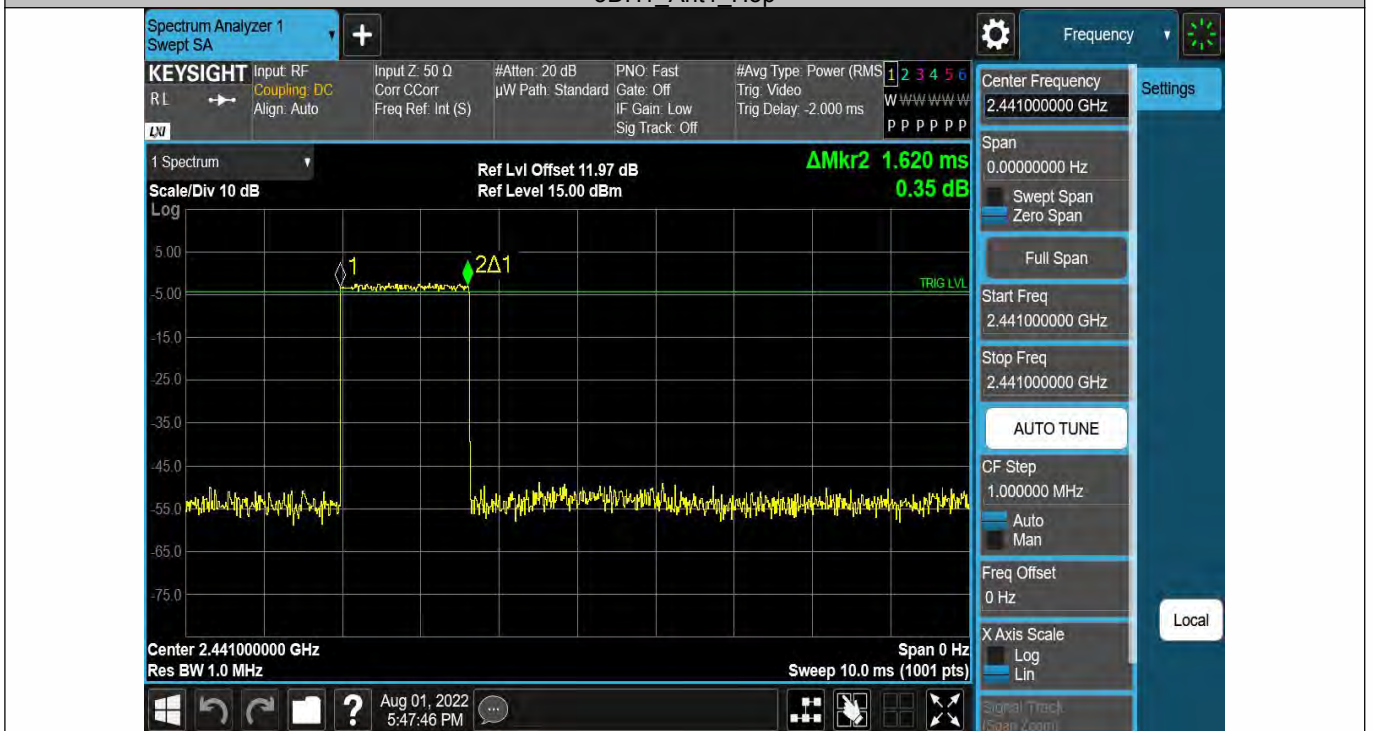 Spectrum Analyzer 1
Swept SA
+
Frequency
KEYSIGHT
RL
LXI
Input: RF
Coupling: DC
Align: Auto
Input Z: 50 Ω
Corr CCorr
Freq Ref: Int (S)
#Atten: 20 dB
µW Path: Standard
PNO: Fast
Gate: Off
IF Gain: Low
Sig Track: Off
#Avg Type: Power (RMS
Trig: Video
Trig Delay: -2.000 ms
1 2 3 4 5 6
W W W W W W
P P P P P P
1 Spectrum
Scale/Div 10 dB
Log
Ref Lvl Offset 11.97 dB
Ref Level 15.00 dBm
ΔMkr2 1.620 ms
0.35 dB
5.00
-5.00
-15.0
-25.0
-35.0
-45.0
-55.0
-65.0
-75.0
1
2Δ1
TRIG LVL
Center 2.441000000 GHz
Res BW 1.0 MHz
Span 0 Hz
Sweep 10.0 ms (1001 pts)
Center Frequency
2.441000000 GHz
Span
0.00000000 Hz
Swept Span
Zero Span
Full Span
Start Freq
2.441000000 GHz
Stop Freq
2.441000000 GHz
AUTO TUNE
CF Step
1.000000 MHz
Auto
Man
Freq Offset
0 Hz
X Axis Scale
Log
Lin
Signal Track
(Span Zoom)
Settings
Local
?
Aug 01, 2022
5:47:46 PM